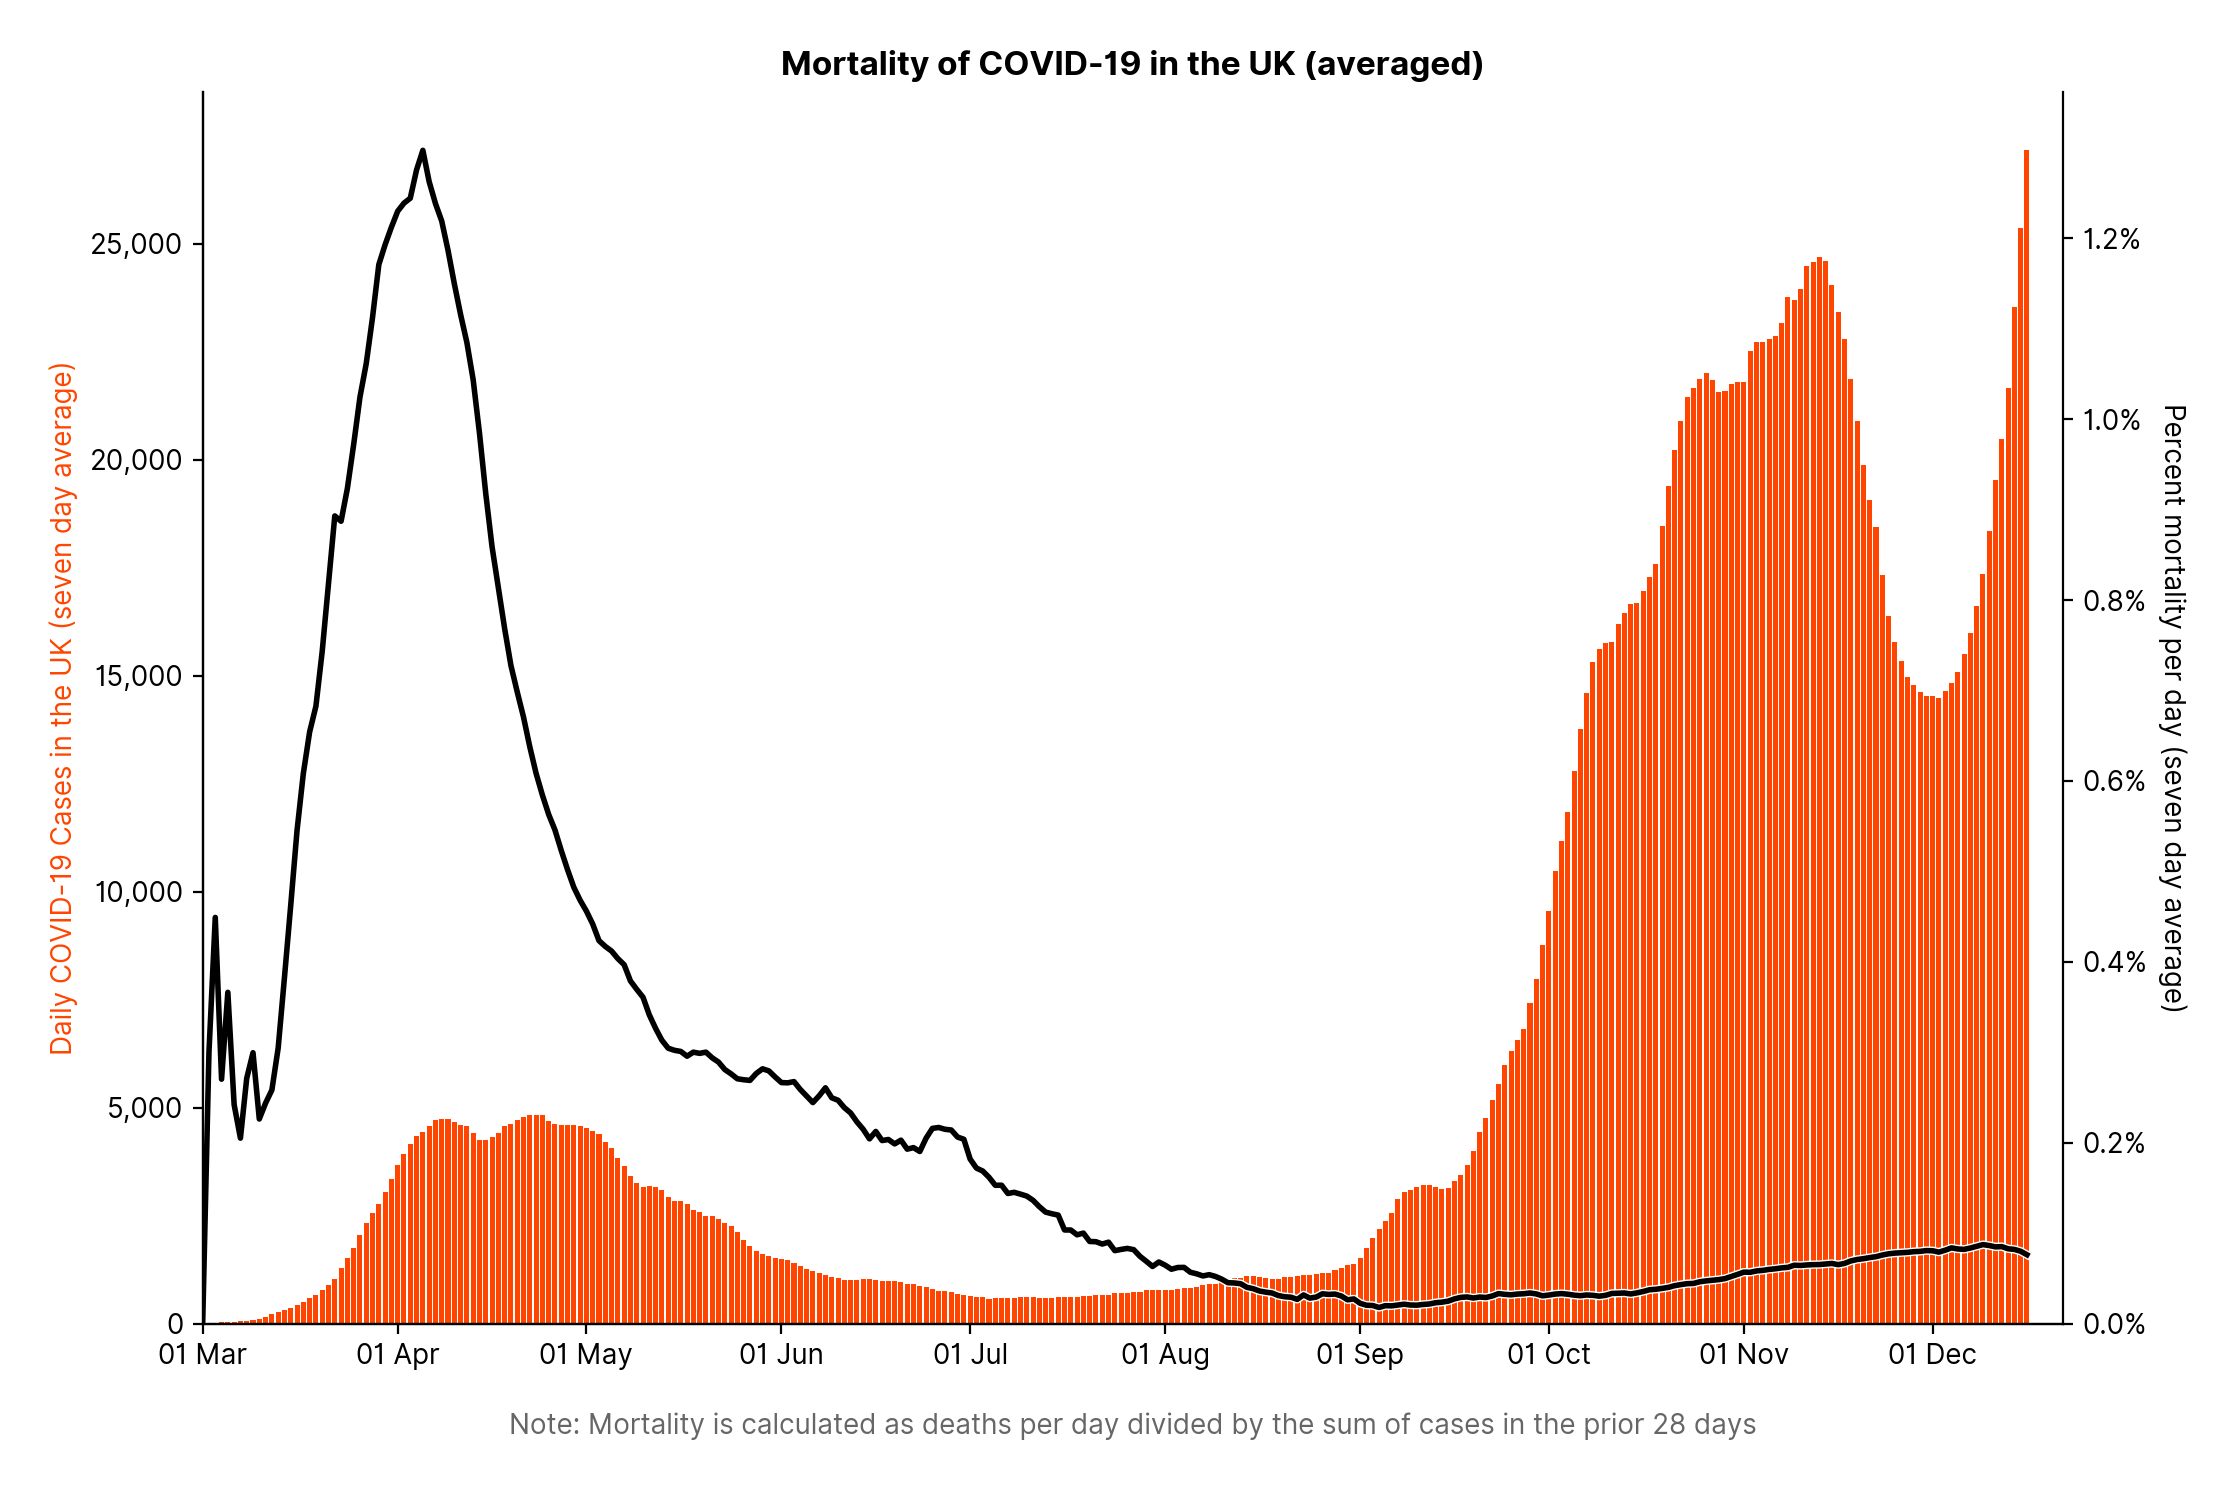 Mortality of COVID-19 in the UK (averaged)
Daily COVID-19 Cases in the UK (seven day average)
25,000
20,000
15,000
10,000
5,000
0
1.2%
1.0%
0.8%
0.6%
0.4%
0.2%
0.0%
Percent mortality per day (seven day average)
01 Mar
01 Apr
01 May
01 Jun
01 Jul
01 Aug
01 Sep
01 Oct
01 Nov
01 Dec
Note: Mortality is calculated as deaths per day divided by the sum of cases in the prior 28 days